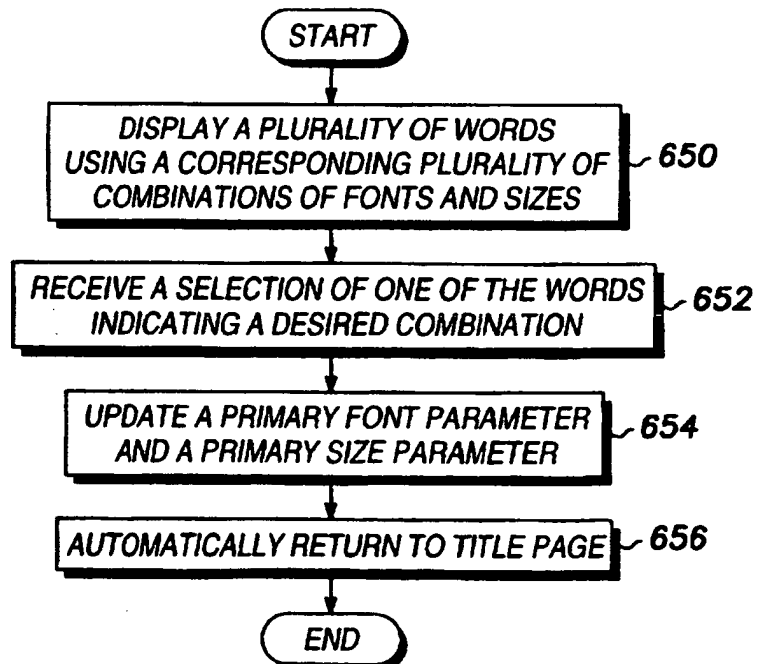 START
DISPLAY A PLURALITY OF WORDS
USING A CORRESPONDING PLURALITY OF
COMBINATIONS OF FONTS AND SIZES
650
RECEIVE A SELECTION OF ONE OF THE WORDS
INDICATING A DESIRED COMBINATION
652
UPDATE A PRIMARY FONT PARAMETER
AND A PRIMARY SIZE PARAMETER
654
AUTOMATICALLY RETURN TO TITLE PAGE
656
END